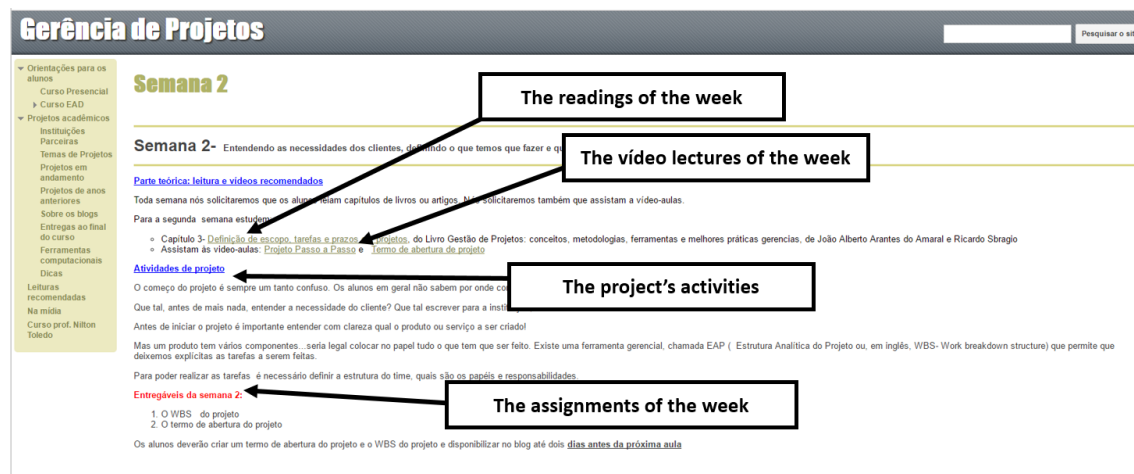 Gerência de Projetos
Pesquisar o sit
Orientações para os
alunos
Curso Presencial
Curso EAD
Projetos acadêmicos
Instituições
Parceiras
Temas de Projetos
Projetos em
andamento
Projetos de anos
anteriores
Sobre os blogs
Entregas ao final
do curso
Ferramentas
computacionais
Dicas
Leituras
recomendadas
Na mídia
Curso prof. Nilton
Toledo
Semana 2
The readings of the week
Semana 2- Entendendo as necessidades dos clientes, definindo o que temos que fazer e qu
The vídeo lectures of the week
Parte teórica: leitura e vídeos recomendados
Toda semana nós solicitaremos que os alunos leiam capítulos de livros ou artigos. Nós solicitaremos também que assistam a vídeo-aulas.
Para a segunda semana estudem
Capítulo 3- Definição de escopo, tarefas e prazos projetos, do Livro Gestão de Projetos: conceitos, metodologias, ferramentas e melhores práticas gerencias, de João Alberto Arantes do Amaral e Ricardo Sbragio
Assistam às vídeo-aulas: Projeto Passo a Passo e Termo de abertura de projeto
Atividades de projeto
The project's activities
O começo do projeto é sempre um tanto confuso. Os alunos em geral não sabem por onde co
Que tal, antes de mais nada, entender a necessidade do cliente? Que tal escrever para a insti
Antes de iniciar o projeto é importante entender com clareza qual o produto ou serviço a ser criado!
Mas um produto tem vários componentes...seria legal colocar no papel tudo o que tem que ser feito. Existe uma ferramenta gerencial, chamada EAP ( Estrutura Analítica do Projeto ou, em inglês, WBS- Work breakdown structure) que permite que
deixemos explícitas as tarefas a serem feitas.
Para poder realizar as tarefas é necessário definir a estrutura do time, quais são os papéis e responsabilidades.
Entregáveis da semana 2:
The assignments of the week
1. O WBS do projeto
2. O termo de abertura do projeto
Os alunos deverão criar um termo de abertura do projeto e o WBS do projeto e disponibilizar no blog até dois dias antes da próxima aula